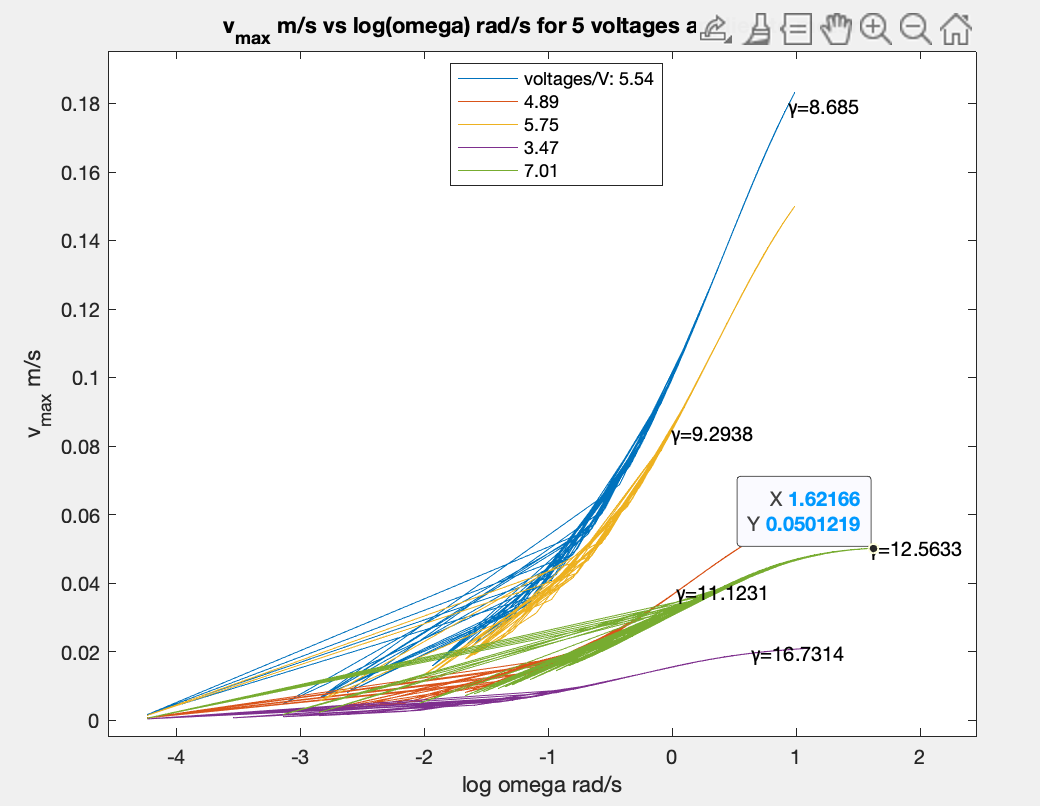 v_max m/s vs log(omega) rad/s for 5 voltages a
voltages/V: 5.54
4.89
5.75
3.47
7.01
0.18
0.16
0.14
0.12
0.1
0.08
0.06
0.04
0.02
0
v_max m/s
γ=8.685
γ=9.2938
X 1.62166
Y 0.0501219
γ=12.5633
γ=11.1231
γ=16.7314
-4 -3 -2 -1 0 1 2
log omega rad/s